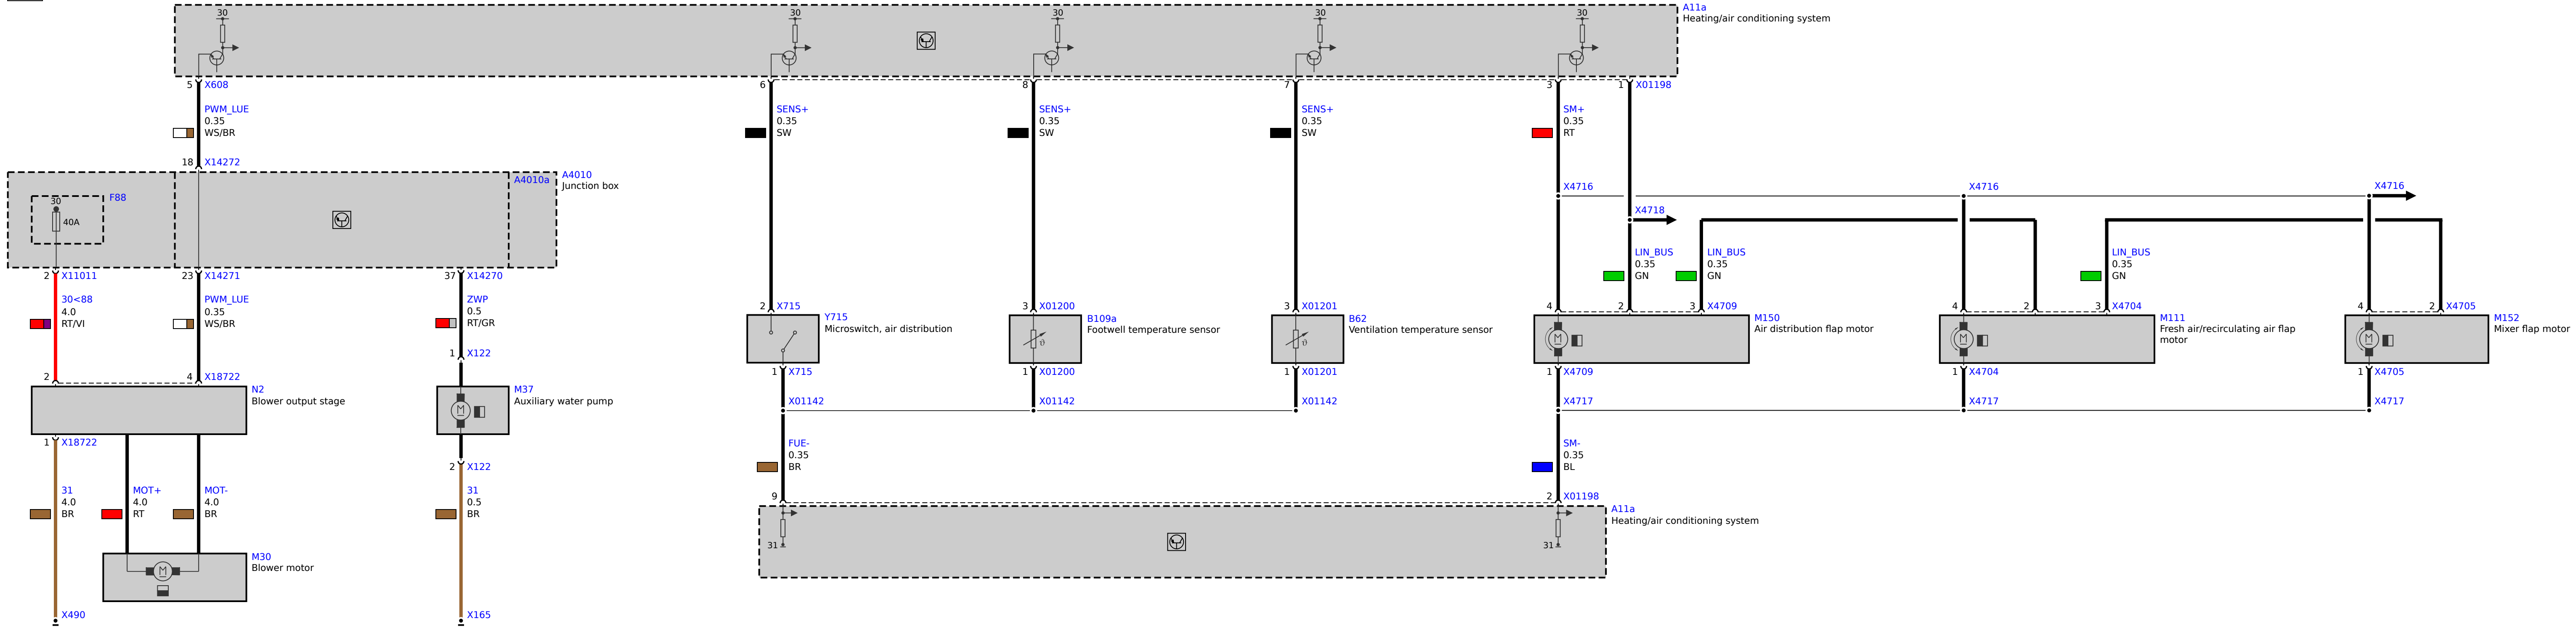 30
30
30
30
30
A11a
Heating/air conditioning system
5 X608
6
8
7
3
1 X01198
PWM_LUE
0.35
WS/BR
SENS+
0.35
SW
SENS+
0.35
SW
SENS+
0.35
SW
SM+
0.35
RT
18 X14272
A4010a
A4010
Junction box
F88
30
40A
X4716
X4716
X4716
X4718
LIN_BUS
0.35
GN
LIN_BUS
0.35
GN
LIN_BUS
0.35
GN
2 X11011
23 X14271
37 X14270
30<88
4.0
RT/VI
PWM_LUE
0.35
WS/BR
ZWP
0.5
RT/GR
2 X715
3 X01200
3 X01201
4
2
3 X4709
4
2
3 X4704
4
2 X4705
Y715
Microswitch, air distribution
B109a
Footwell temperature sensor
B62
Ventilation temperature sensor
M150
Air distribution flap motor
M111
Fresh air/recirculating air flap
motor
M152
Mixer flap motor
ϑ
ϑ
M
M
M
1 X122
2
4 X18722
1 X715
1 X01200
1 X01201
1 X4709
1 X4704
1 X4705
N2
Blower output stage
M37
Auxiliary water pump
M
X01142
X01142
X01142
X4717
X4717
X4717
1 X18722
2 X122
FUE-
0.35
BR
SM-
0.35
BL
31
4.0
BR
MOT+
4.0
RT
MOT-
4.0
BR
31
0.5
BR
9
2 X01198
A11a
Heating/air conditioning system
31
31
M30
Blower motor
M
X490
X165